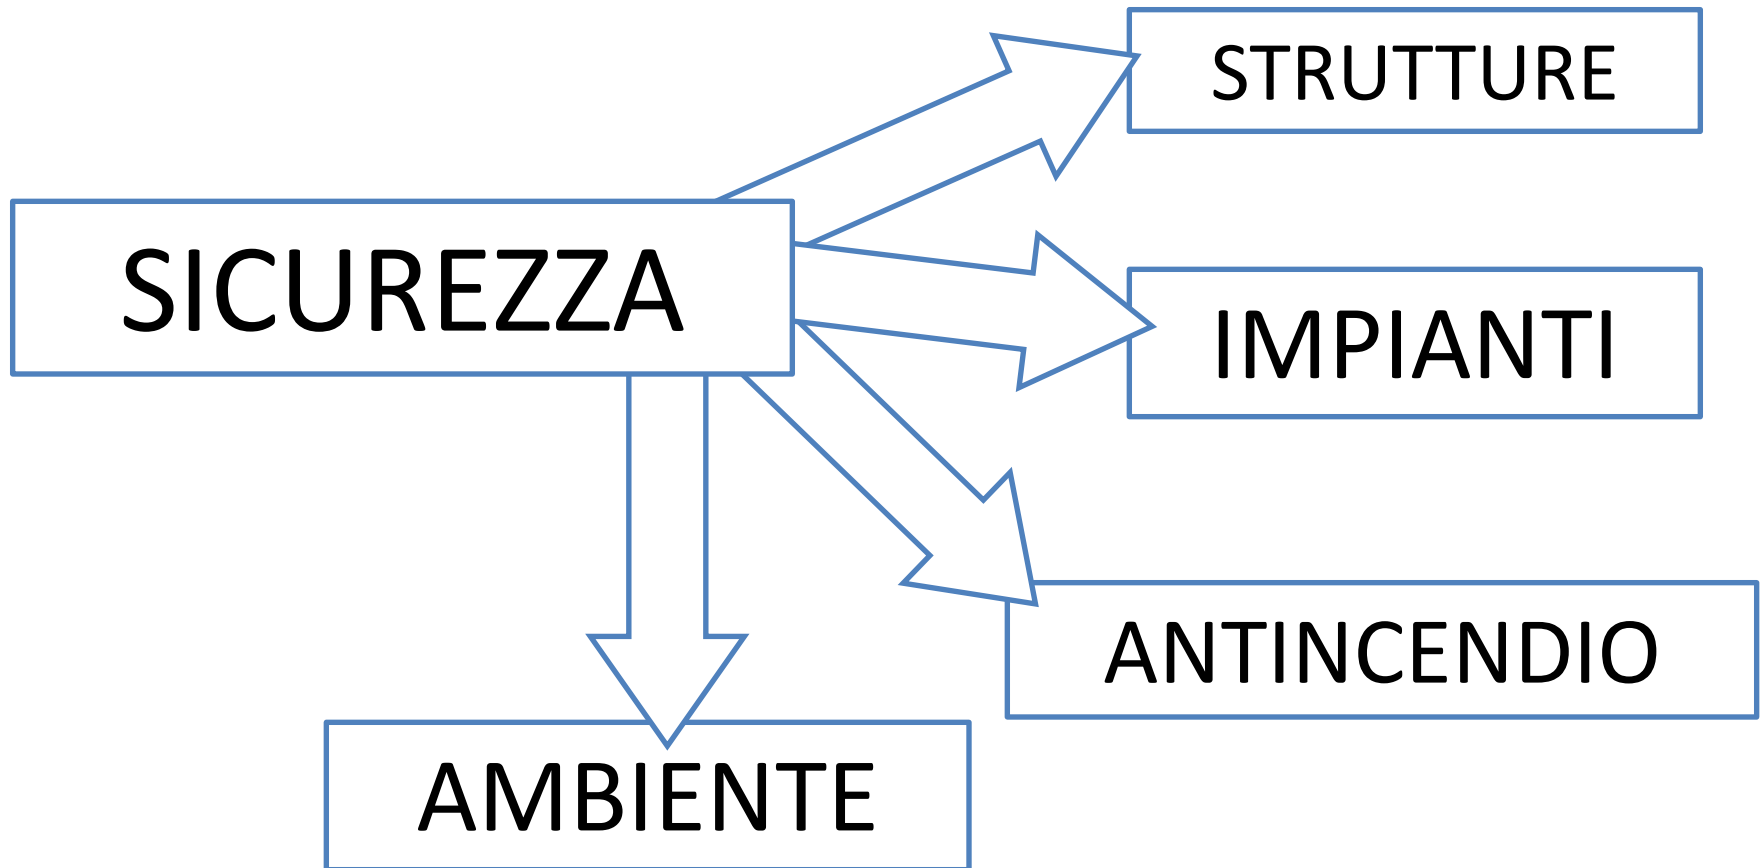 STRUTTURE
SICUREZZA
IMPIANTI
ANTINCENDIO
AMBIENTE